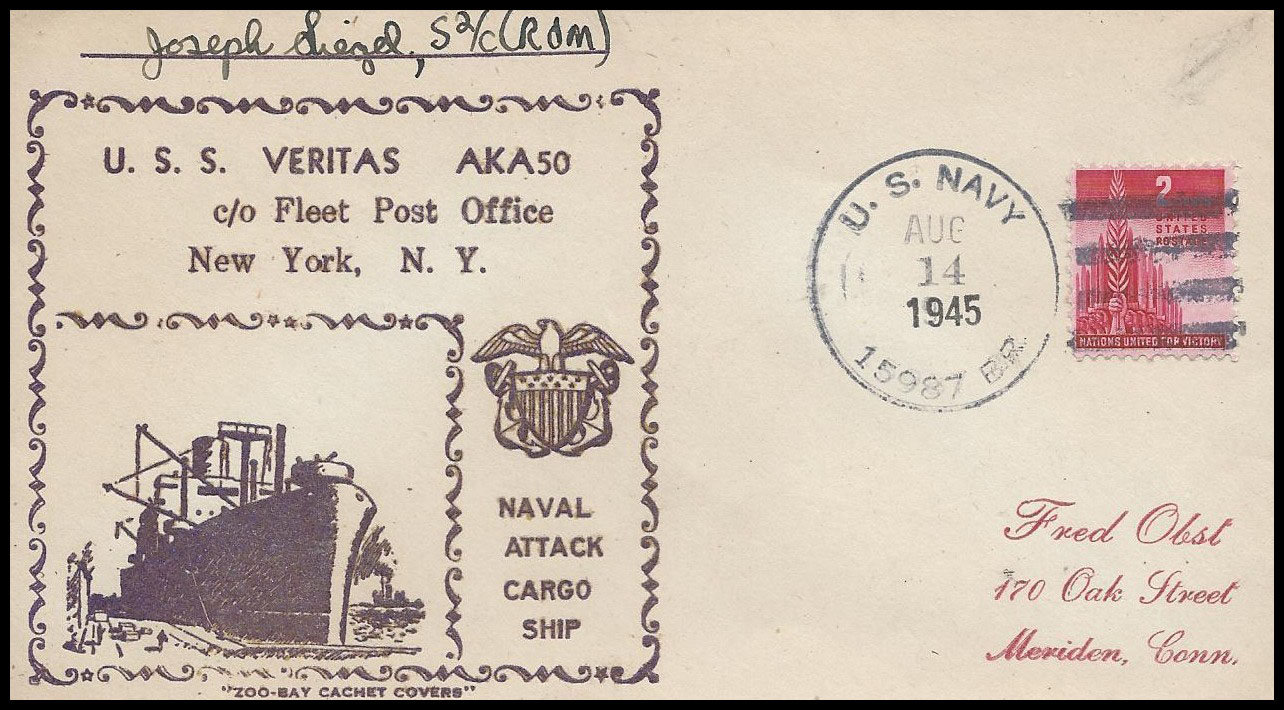 Joseph Siegel, S 2/c (RdM)
U. S. S. VERITAS AKA50
c/o Fleet Post Office
New York, N. Y.
NAVAL
ATTACK
CARGO
SHIP
"ZOO-BAY CACHET COVERS"
U. S. NAVY
AUG
14
1945
15987 BR.
2
UNITED
STATES
POSTAGE
NATIONS UNITED FOR VICTORY
Fred Obst
170 Oak Street
Meriden, Conn.